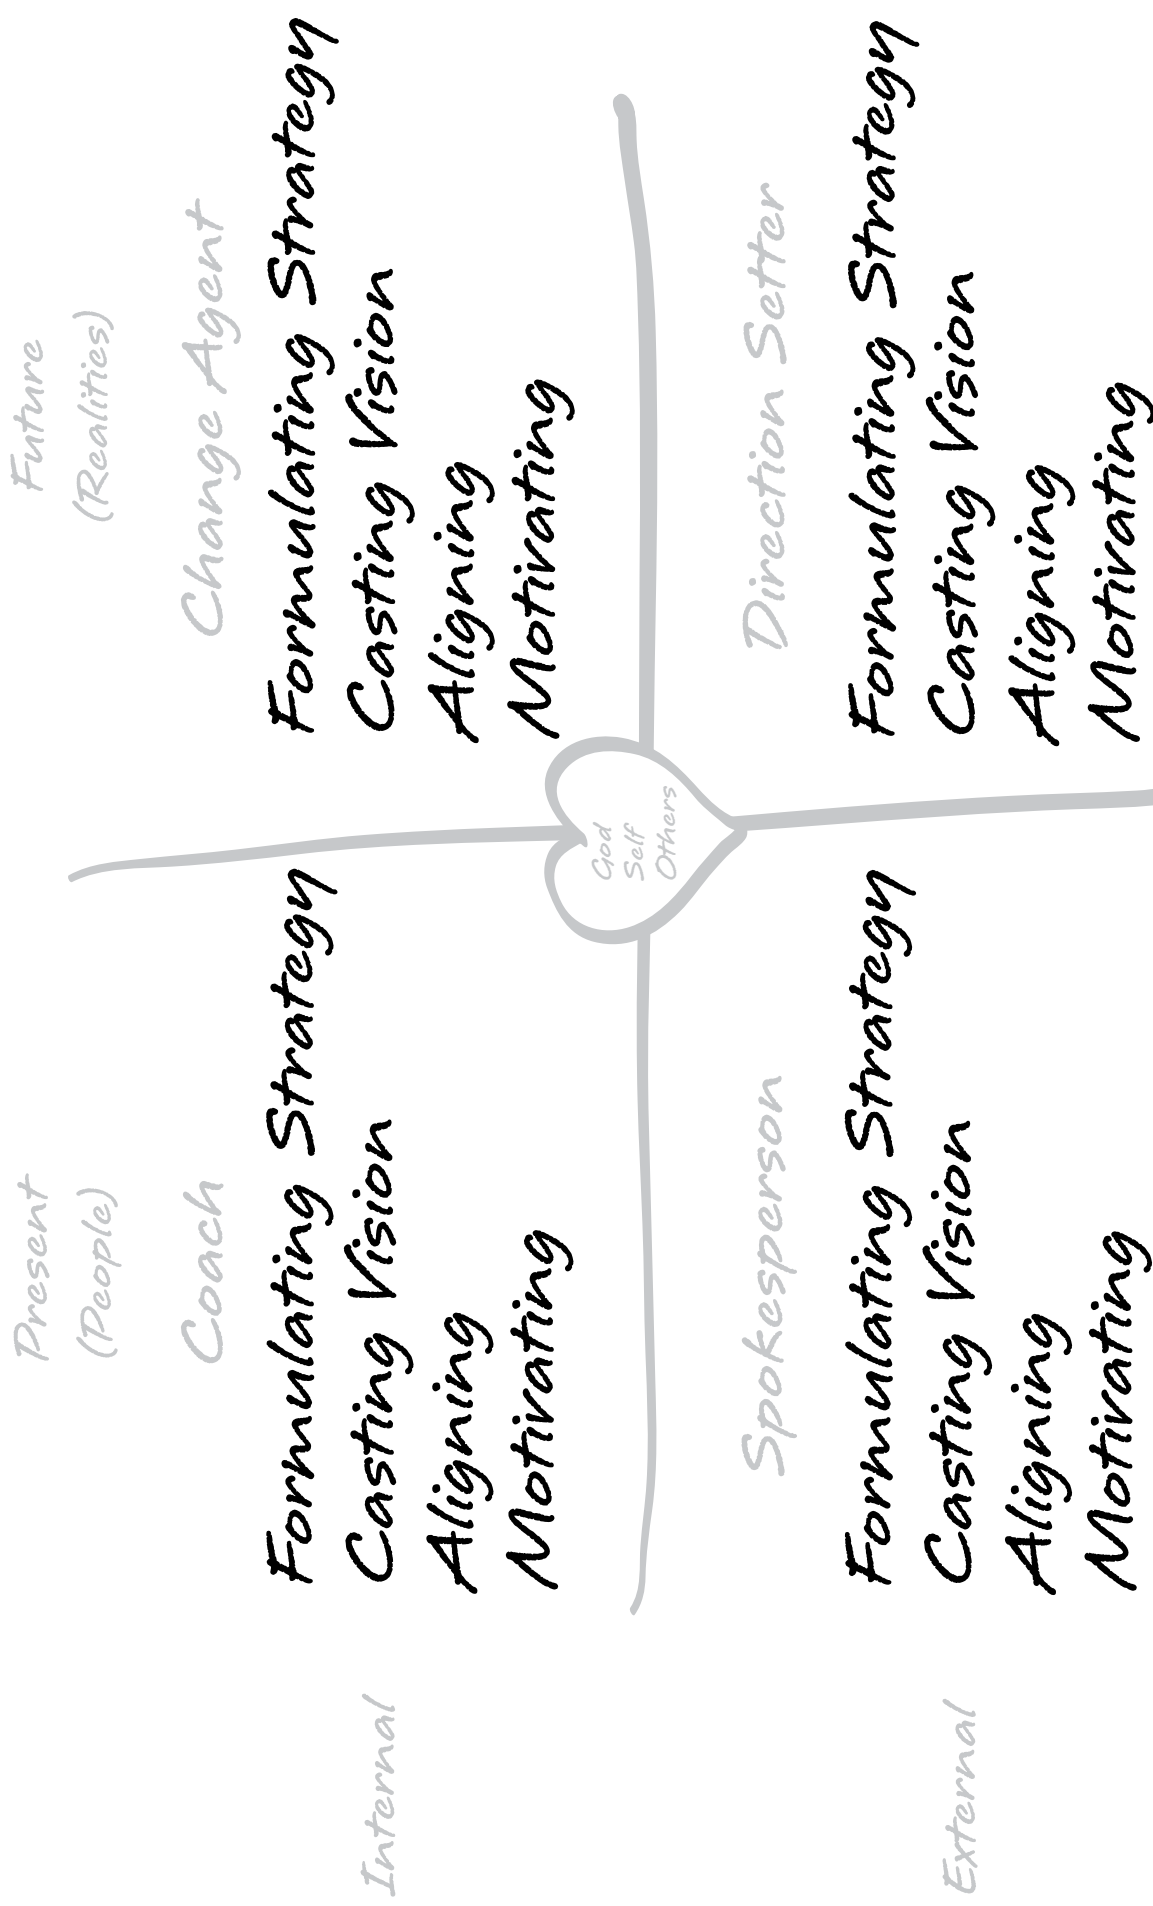 Present
(People)
Future
(Realities)
Internal
Coach
Formulating Strategy
Casting Vision
Aligning
Motivating
Change Agent
Formulating Strategy
Casting Vision
Aligning
Motivating
God
Self
Others
External
Spokesperson
Formulating Strategy
Casting Vision
Aligning
Motivating
Direction Setter
Formulating Strategy
Casting Vision
Aligning
Motivating